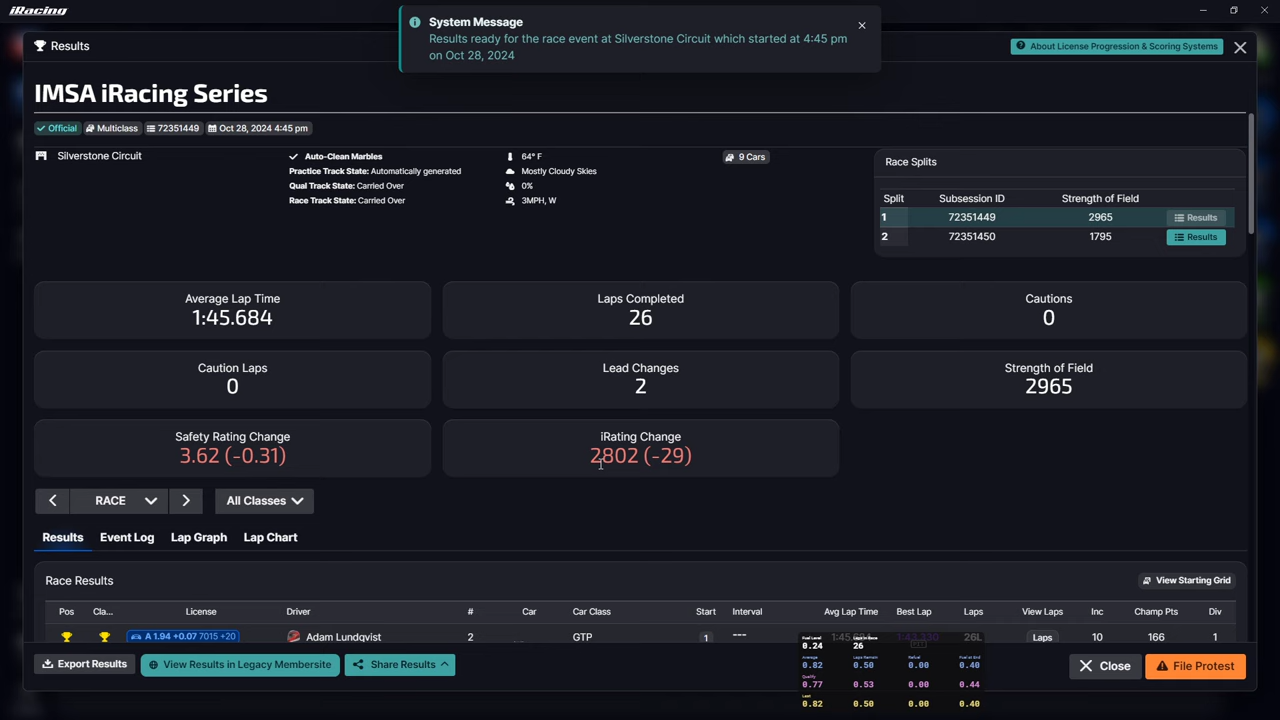 iRacing
System Message
Results ready for the race event at Silverstone Circuit which started at 4:45 pm
on Oct 28, 2024
Results
About License Progression & Scoring Systems
IMSA iRacing Series
Official Multiclass 72351449 Oct 28, 2024 4:45 pm
Silverstone Circuit
Auto-Clean Marbles
Practice Track State: Automatically generated
Qual Track State: Carried Over
Race Track State: Carried Over
64° F
Mostly Cloudy Skies
0%
3MPH, W
9 Cars
Race Splits
Split Subsession ID Strength of Field
1 72351449 2965 Results
2 72351450 1795 Results
Average Lap Time
1:45.684
Laps Completed
26
Cautions
0
Caution Laps
0
Lead Changes
2
Strength of Field
2965
Safety Rating Change
3.62 (-0.31)
iRating Change
2802 (-29)
RACE All Classes
Results Event Log Lap Graph Lap Chart
Race Results
View Starting Grid
Pos Cla... License Driver # Car Car Class Start Interval Avg Lap Time Best Lap Laps View Laps Inc Champ Pts Div
A 1.94 +0.07 7015 +20 Adam Lundqvist 2 GTP 1 --- 26L Laps 10 166 1
Fuel Level
0.24 26
Average
0.82 0.50 0.00 0.40
Qualify
0.77 0.53 0.00 0.44
Last
0.82 0.50 0.00 0.40
Export Results View Results in Legacy Membersite Share Results
Close File Protest